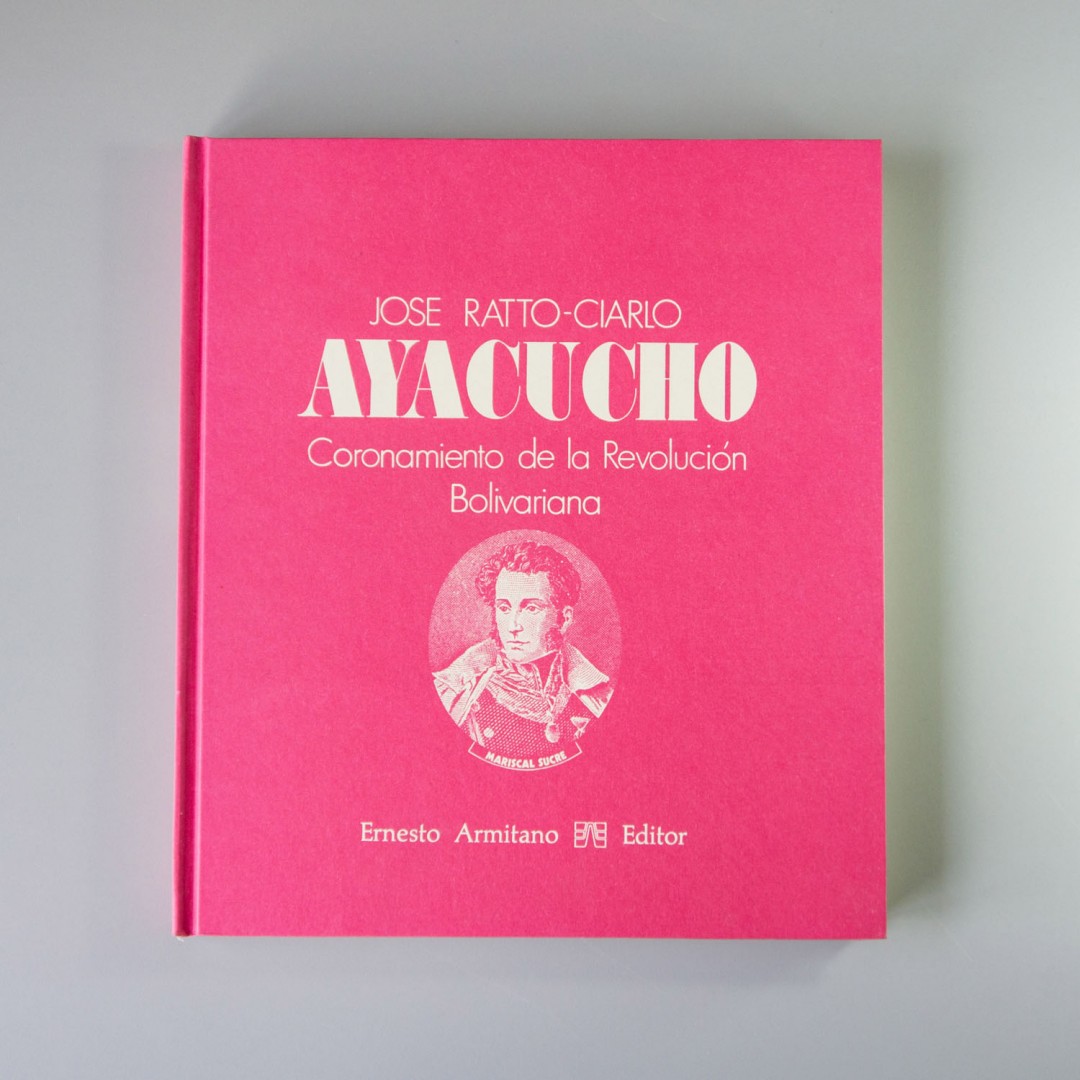 JOSE RATTO-CIARLO
AYACUCHO
Coronamiento de la Revolución
Bolivariana
MARISCAL SUCRE
Ernesto Armitano Editor